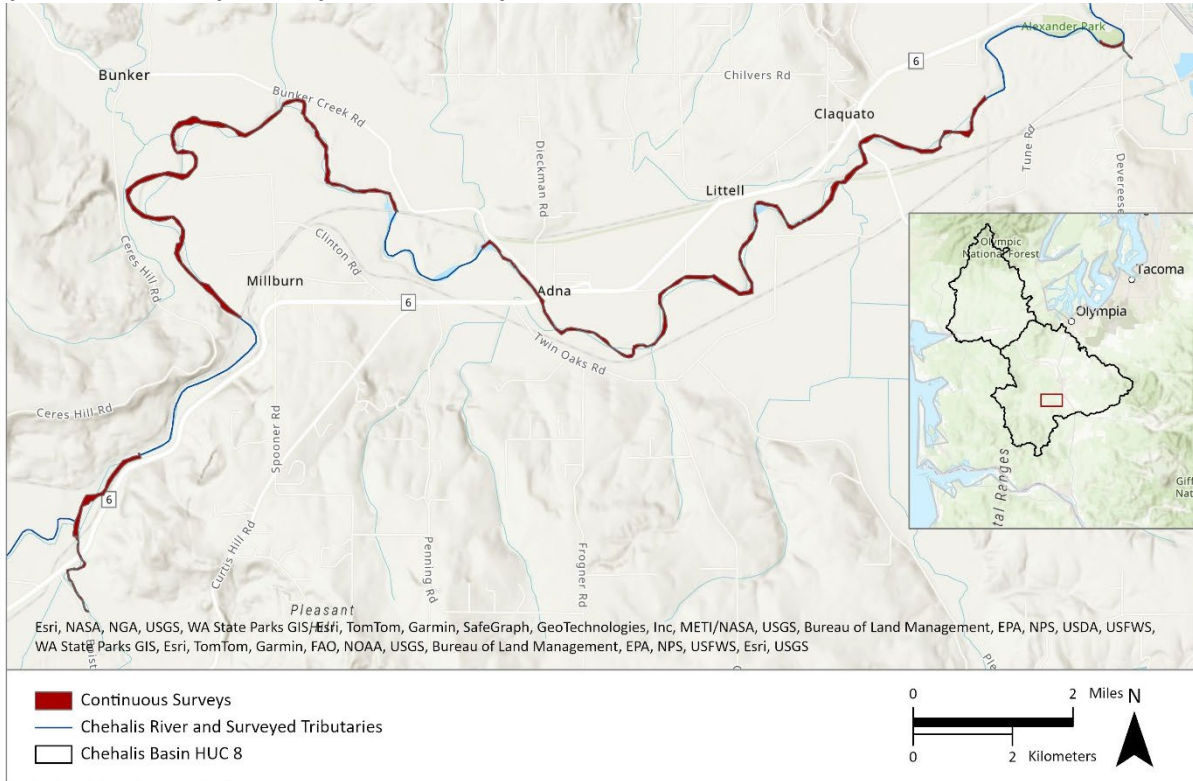 Alexander Park
6
Bunker
Chilvers Rd
Bunker Creek Rd
Claquato
Tune Rd
Dieckman Rd
Devereese
Littell
Olympic
National Forest
Tacoma
Ceres Hill Rd
Clinton Rd
Millburn
Adna
6
Olympia
Twin Oaks Rd
Ceres Hill Rd
Spooner Rd
6
tal Ranges
Giff
Nat
Curtis Hill Rd
Penning Rd
Frogner Rd
Pleasant
Esri, NASA, NGA, USGS, WA State Parks GIS, Esri, TomTom, Garmin, SafeGraph, GeoTechnologies, Inc, METI/NASA, USGS, Bureau of Land Management, EPA, NPS, USDA, USFWS,
WA State Parks GIS, Esri, TomTom, Garmin, FAO, NOAA, USGS, Bureau of Land Management, EPA, NPS, USFWS, Esri, USGS
Continuous Surveys
Chehalis River and Surveyed Tributaries
Chehalis Basin HUC 8
0 2 Miles N
0 2 Kilometers